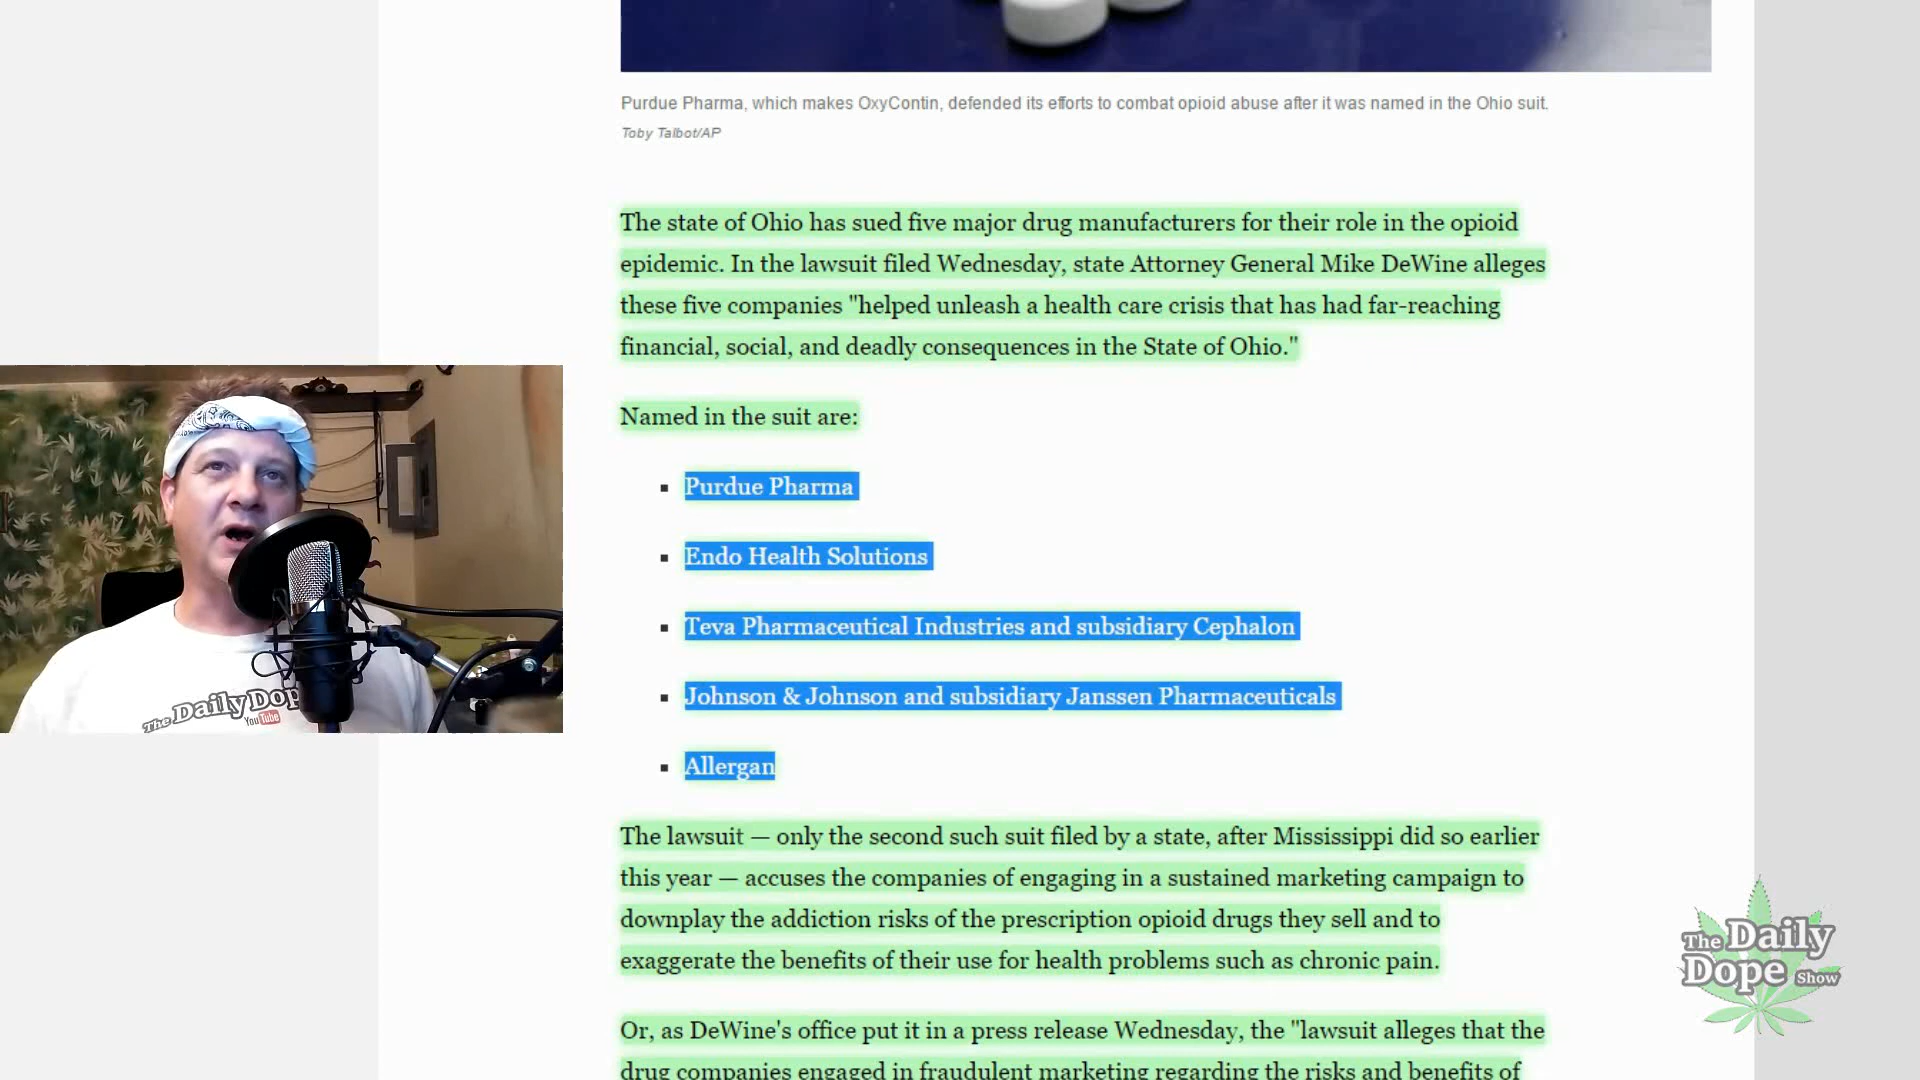 Purdue Pharma, which makes OxyContin, defended its efforts to combat opioid abuse after it was named in the Ohio suit.
Toby Talbot/AP
The state of Ohio has sued five major drug manufacturers for their role in the opioid
epidemic. In the lawsuit filed Wednesday, state Attorney General Mike DeWine alleges
these five companies "helped unleash a health care crisis that has had far-reaching
financial, social, and deadly consequences in the State of Ohio."
Named in the suit are:
Purdue Pharma
Endo Health Solutions
Teva Pharmaceutical Industries and subsidiary Cephalon
Johnson & Johnson and subsidiary Janssen Pharmaceuticals
Allergan
The lawsuit — only the second such suit filed by a state, after Mississippi did so earlier
this year — accuses the companies of engaging in a sustained marketing campaign to
downplay the addiction risks of the prescription opioid drugs they sell and to
exaggerate the benefits of their use for health problems such as chronic pain.
Or, as DeWine's office put it in a press release Wednesday, the "lawsuit alleges that the
drug companies engaged in fraudulent marketing regarding the risks and benefits of
The Daily Dop
YouTube
The Daily
Dope Show